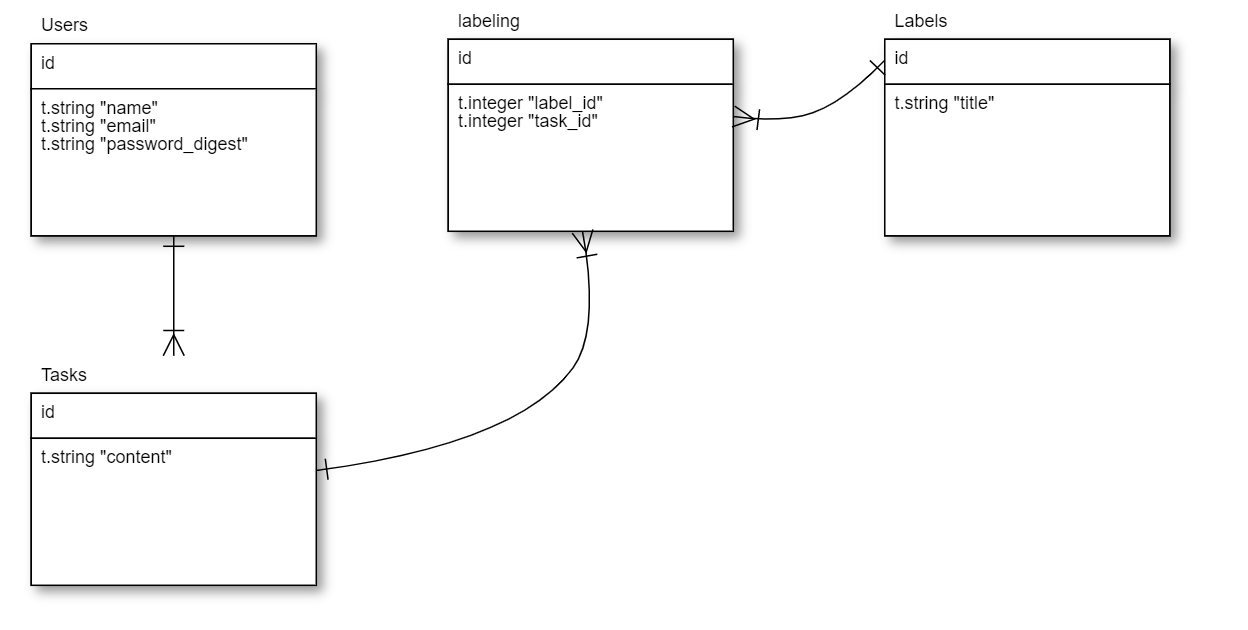 Users
id
t.string "name"
t.string "email"
t.string "password_digest"
labeling
id
t.integer "label_id"
t.integer "task_id"
Labels
id
t.string "title"
Tasks
id
t.string "content"